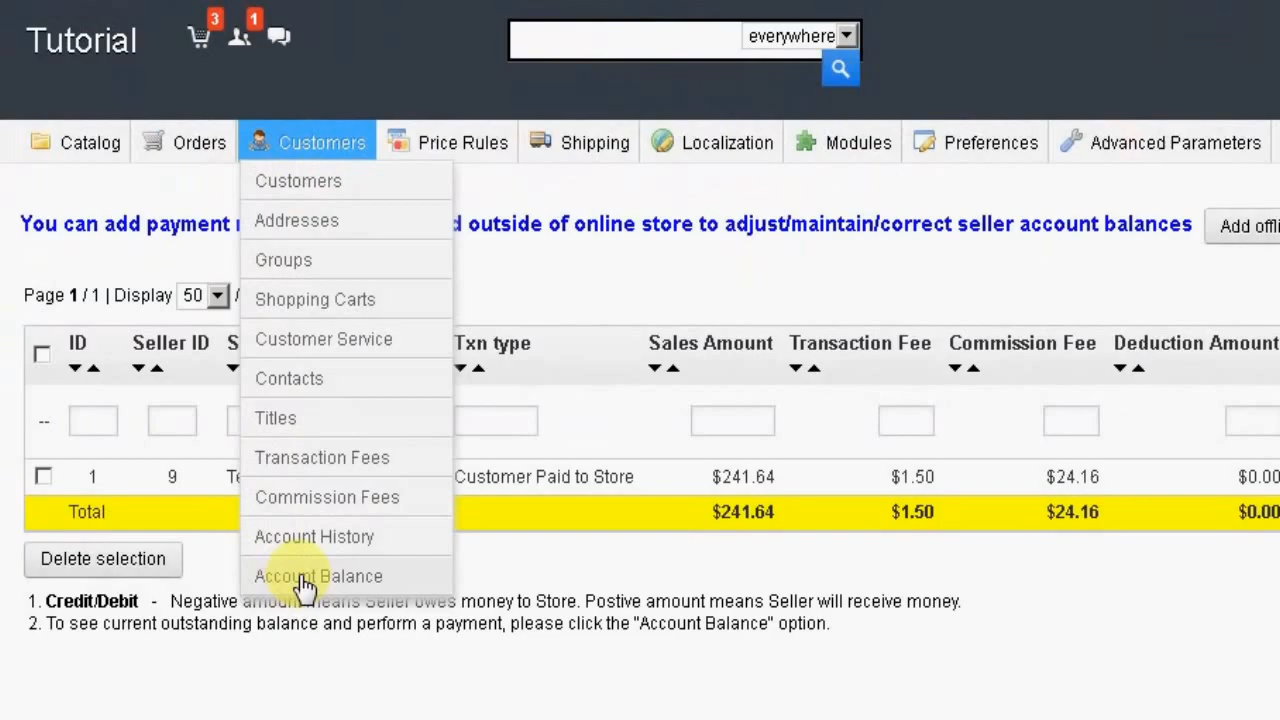 Tutorial
3
1
everywhere
Catalog
Orders
Customers
Price Rules
Shipping
Localization
Modules
Preferences
Advanced Parameters
Customers
Addresses
Groups
Shopping Carts
Customer Service
Contacts
Titles
Transaction Fees
Commission Fees
Account History
Account Balance
You can add payment outside of online store to adjust/maintain/correct seller account balances
Add
Page 1 / 1 | Display 50 /
ID Seller ID Txn type Sales Amount Transaction Fee Commission Fee Deduction Amount
--
1 9 Customer Paid to Store $241.64 $1.50 $24.16 $0.00
Total $241.64 $1.50 $24.16 $0.00
Delete selection
1. Credit/Debit - Negative amount means Seller owes money to Store. Postive amount means Seller will receive money.
2. To see current outstanding balance and perform a payment, please click the "Account Balance" option.